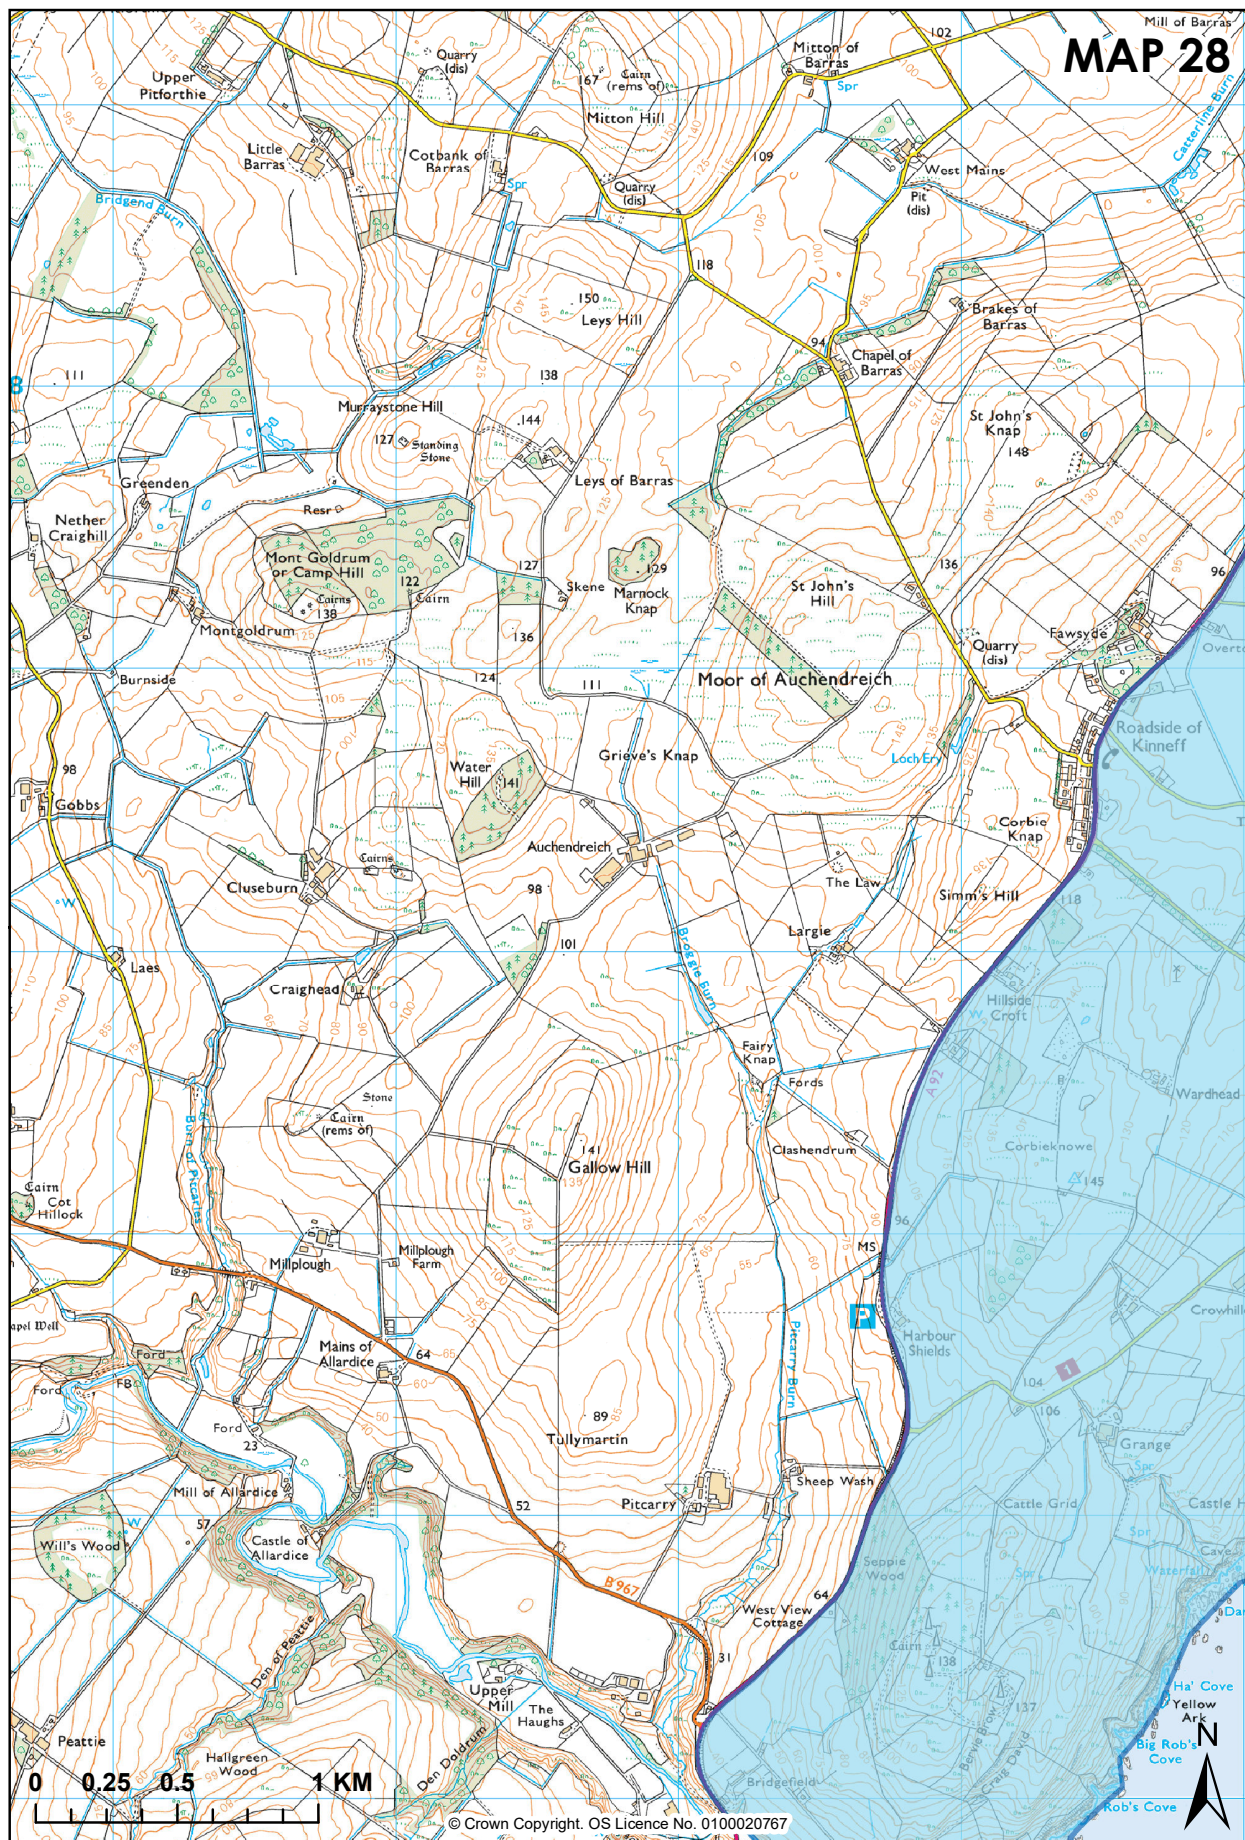 MAP 28
Mill of Barras
102
Mitton of
Barras
Spr
Quarry
(dis)
167
Cairn
(rems of)
Mitton Hill
Upper
Pitforthie
125
115
100
95
Catterline Burn
Little
Barras
Cotbank of
Barras
Spr
109
Quarry
(dis)
West Mains
Pit
(dis)
Bridgend Burn
118
150
Leys Hill
Brakes of
Barras
94
Chapel of
Barras
8
111
138
Murraystone Hill
144
127
Standing
Stone
St John's
Knap
148
Greenden
Leys of Barras
Resr
Nether
Craighill
Mont Goldrum
or Camp Hill
122
Cairn
Cairns
138
127
Skene
129
Marnock
Knap
St John's
Hill
136
96
Montgoldrum
136
Quarry
(dis)
Fawsyde
Burnside
124
111
Moor of Auchendreich
Roadside of
Kinneff
Grieve's Knap
Water
Hill
141
Loch Ery
98
Gobbs
Corbie
Knap
Auchendreich
Cairns
Cluseburn
98
The Law
Simm's Hill
118
W
Broggie Burn
101
Largie
Laes
Craighead
Hillside
Croft
W
Fairy
Knap
Fords
A 92
Wardhead
Stone
Cairn
(rems of)
Burn of Pitcarles
Clashendrum
Corbieknowe
141
Gallow Hill
145
Cairn
Cot
Hillock
96
MS
Millplough
Millplough
Farm
P
Crowhill
Pitcarry Burn
Harbour
Shields
apel Well
Ford
Mains of
Allardice
64
1
104
106
Ford
FB
Ford
23
89
Tullymartin
Grange
Spr
Mill of Allardice
Pitcarry
Sheep Wash
Cattle Grid
57
52
Will's Wood
W
Castle of
Allardice
Seppie
Wood
Spr
Spr
Cave
Waterfall
B 967
West View
Cottage
64
Den of Peattie
31
Cairn
138
Upper
Mill
The
Haughs
137
Bervie Brow
Craig David
Ha' Cove
Yellow
Ark
N
Big Rob's
Cove
Peattie
Hallgreen
Wood
Den Doldrum
Bridgefield
Rob's Cove
0 0.25 0.5 1 KM
© Crown Copyright. OS Licence No. 0100020767